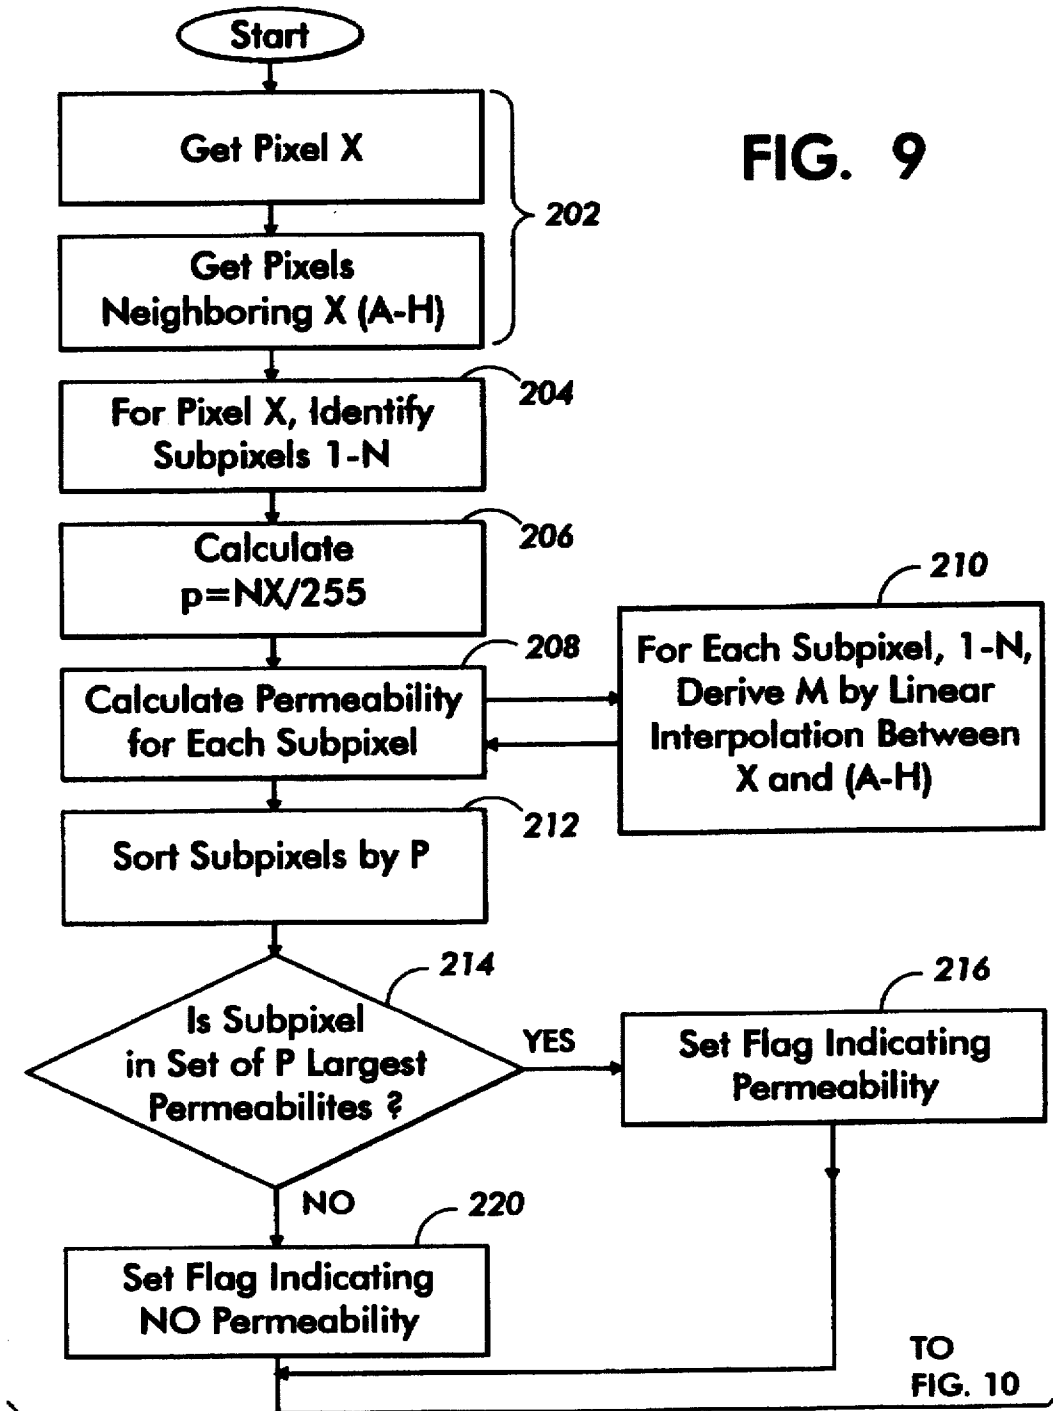 Start
FIG. 9
Get Pixel X
202
Get Pixels
Neighboring X (A-H)
204
For Pixel X, Identify
Subpixels 1-N
206
Calculate
p=NX/255
208
Calculate Permeability
for Each Subpixel
210
For Each Subpixel, 1-N,
Derive M by Linear
Interpolation Between
X and (A-H)
212
Sort Subpixels by P
214
Is Subpixel
in Set of P Largest
Permeabilites ?
YES
216
Set Flag Indicating
Permeability
NO
220
Set Flag Indicating
NO Permeability
TO
FIG. 10